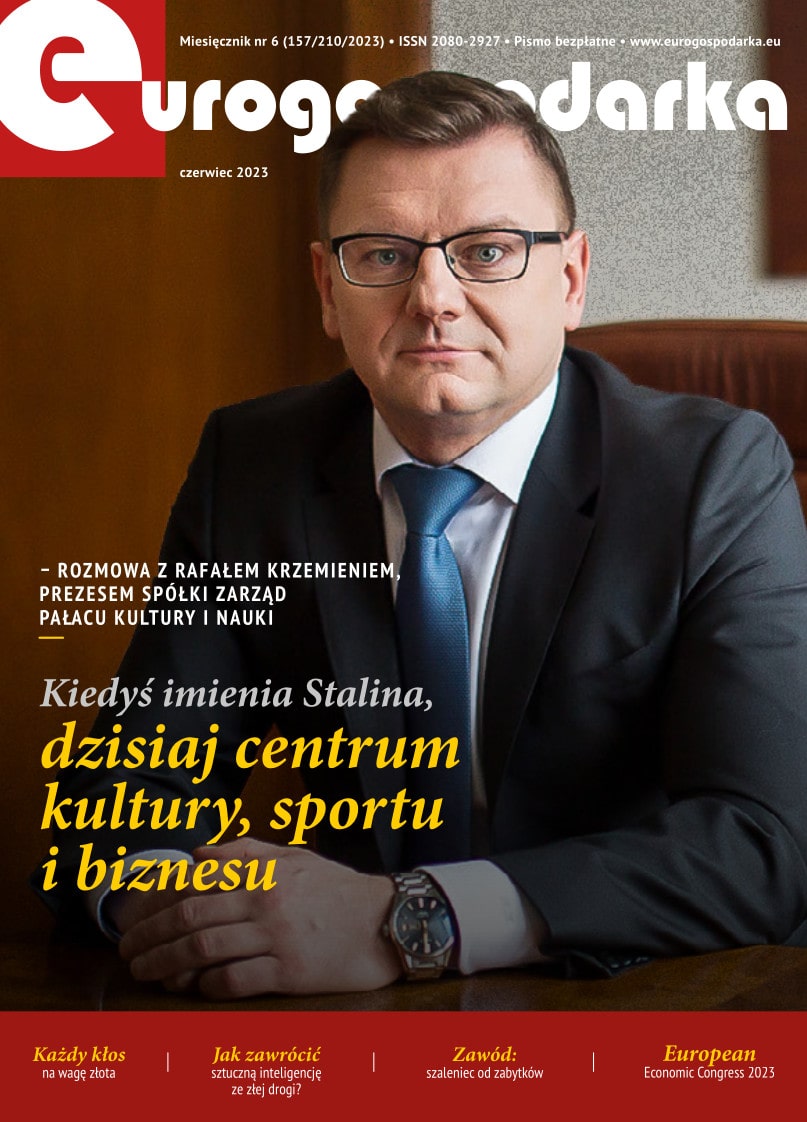 Miesięcznik nr 6 (157/210/2023) • ISSN 2080-2927 • Pismo bezpłatne • www.eurogospodarka.eu
eurogospodarka
czerwiec 2023
– ROZMOWA Z RAFAŁEM KRZEMIENIEM,
PREZESEM SPÓŁKI ZARZĄD
PAŁACU KULTURY I NAUKI
Kiedyś imienia Stalina,
dzisiaj centrum
kultury, sportu
i biznesu
Każdy kłos
na wagę złota
Jak zawrócić
sztuczną inteligencję
ze złej drogi?
Zawód:
szaleniec od zabytków
European
Economic Congress 2023